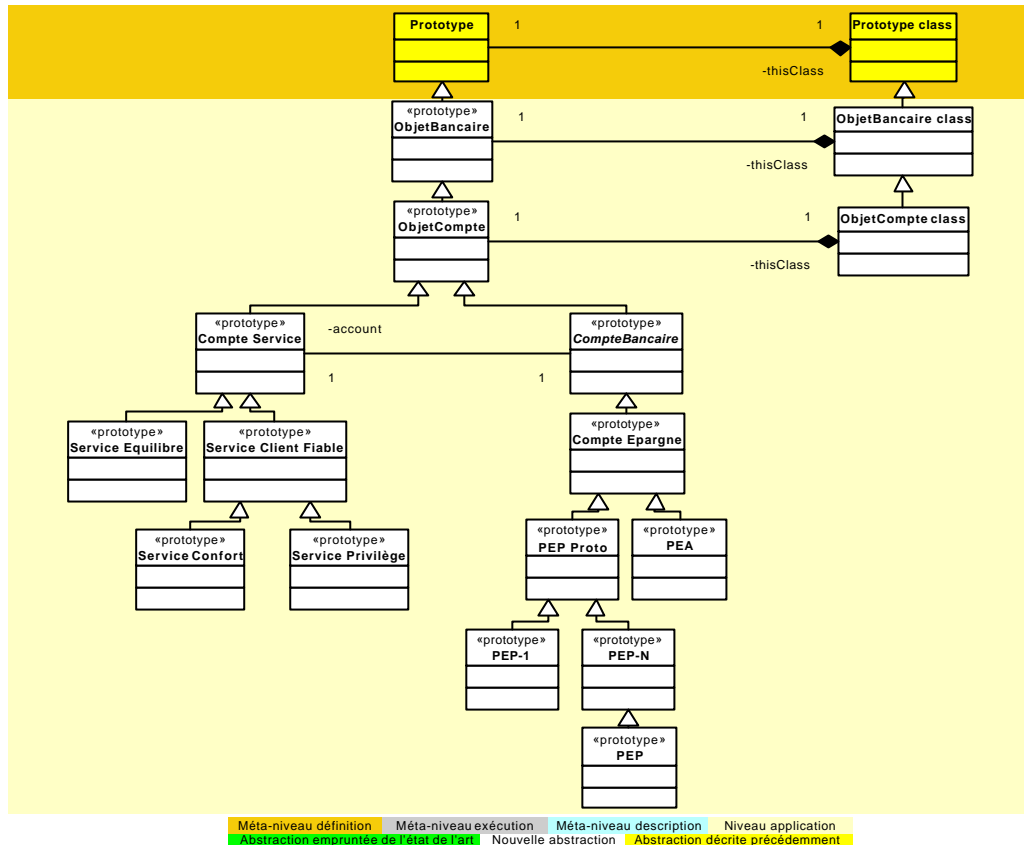 Prototype 1 1 Prototype class
-thisClass
«prototype»
ObjetBancaire 1 1 ObjetBancaire class
-thisClass
«prototype»
ObjetCompte 1 1 ObjetCompte class
-thisClass
«prototype» -account «prototype»
Compte Service CompteBancaire
1 1
«prototype» «prototype» «prototype»
Service Equilibre Service Client Fiable Compte Epargne
«prototype» «prototype» «prototype» «prototype»
Service Confort Service Privilège PEP Proto PEA
«prototype» «prototype»
PEP-1 PEP-N
«prototype»
PEP
Méta-niveau définition Méta-niveau exécution Méta-niveau description Niveau application
Abstraction empruntée de l'état de l'art Nouvelle abstraction Abstraction décrite précédemment